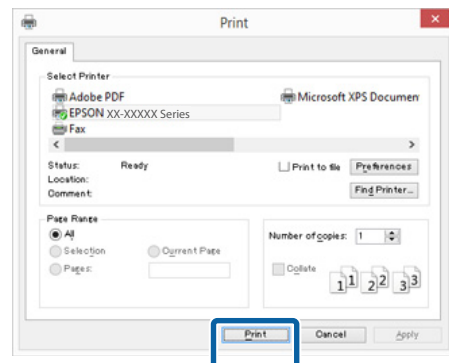 Print
General
Select Printer
Adobe PDF
Microsoft XPS Documen
EPSON XX-XXXXX Series
Fax
Status: Ready
Print to file
Preferences
Location:
Comment:
Find Printer...
Page Range
All
Selection
Current Page
Pages:
Number of copies: 1
Collate
1 1 2 2 3 3
Print
Cancel
Apply